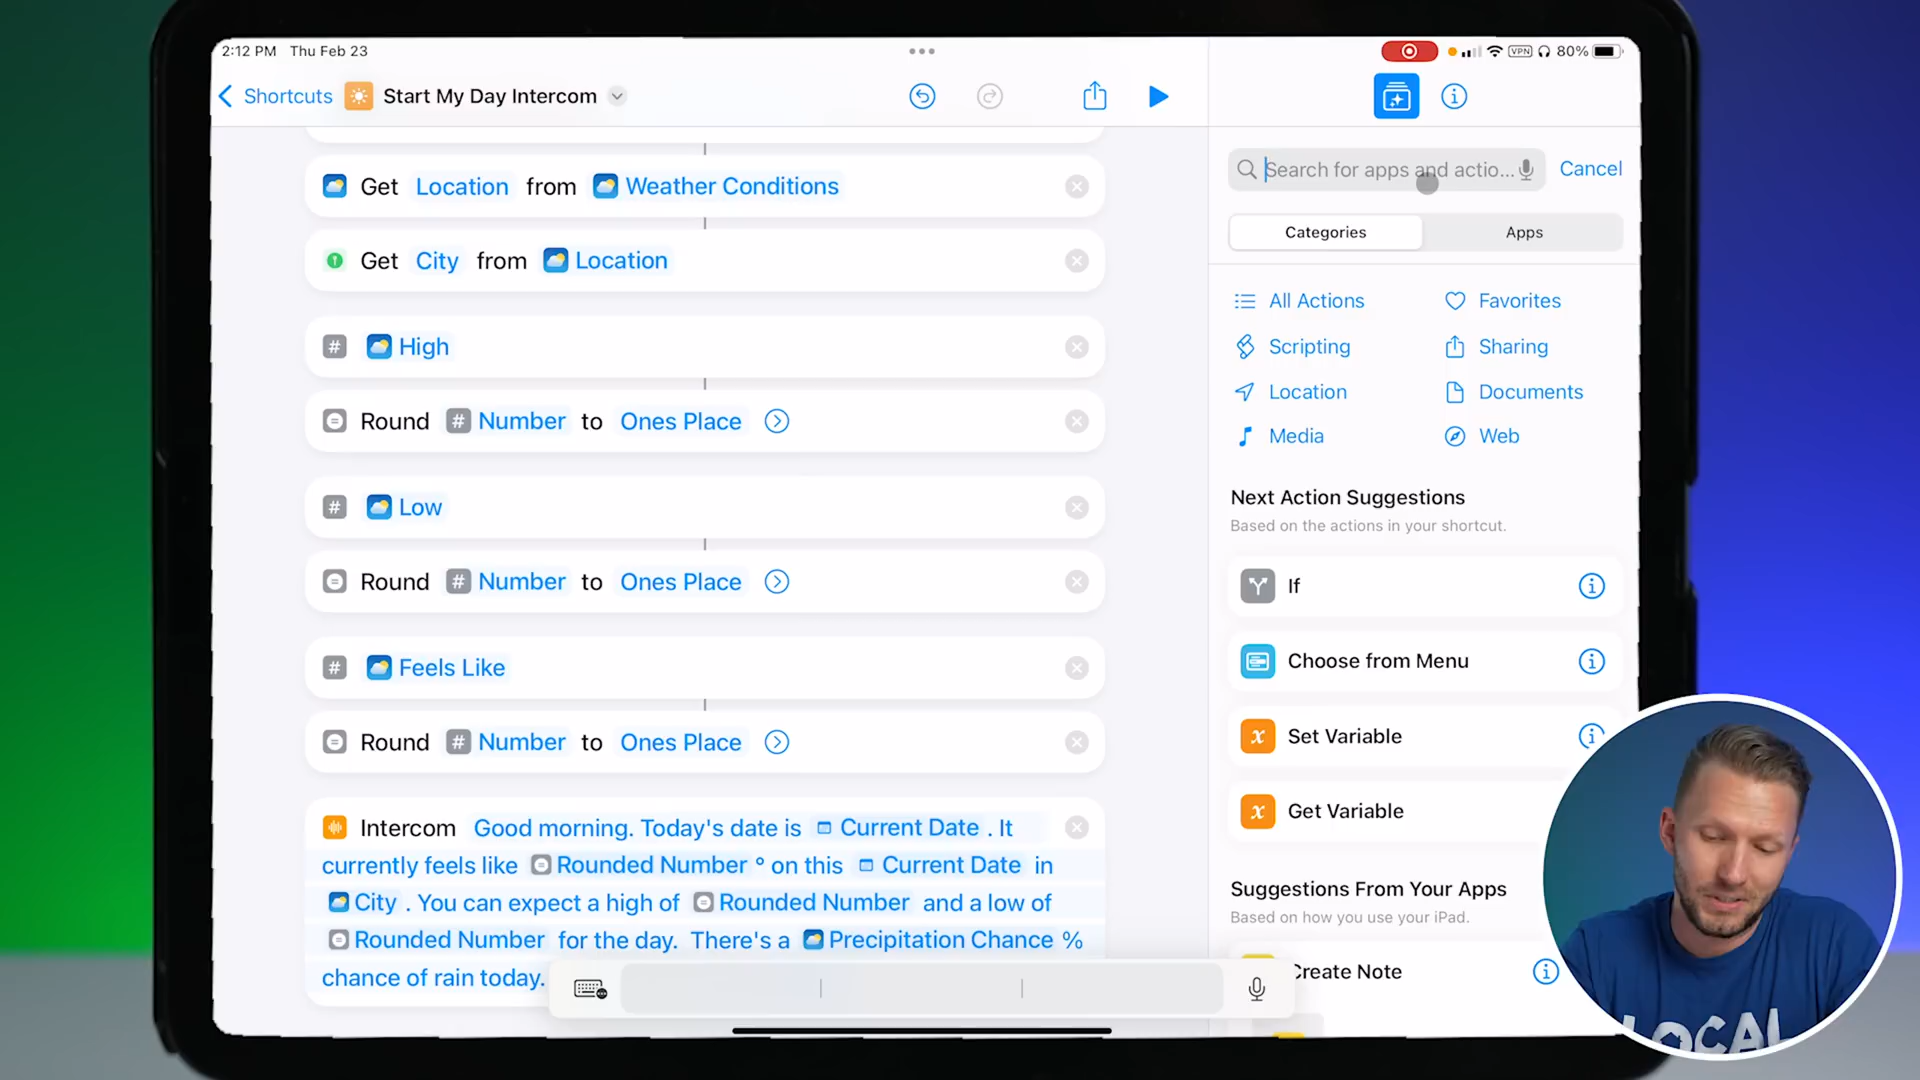 2:12 PM Thu Feb 23
VPN 80%
Shortcuts Start My Day Intercom
Get Location from Weather Conditions
Get City from Location
# High
Round # Number to Ones Place
# Low
Round # Number to Ones Place
# Feels Like
Round # Number to Ones Place
Intercom Good morning. Today's date is Current Date . It
currently feels like Rounded Number ° on this Current Date in
City . You can expect a high of Rounded Number and a low of
Rounded Number for the day. There's a Precipitation Chance %
chance of rain today.
Search for apps and actio... Cancel
Categories Apps
All Actions Favorites
Scripting Sharing
Location Documents
Media Web
Next Action Suggestions
Based on the actions in your shortcut.
If
Choose from Menu
x Set Variable
x Get Variable
Suggestions From Your Apps
Based on how you use your iPad.
Create Note
LOCAL